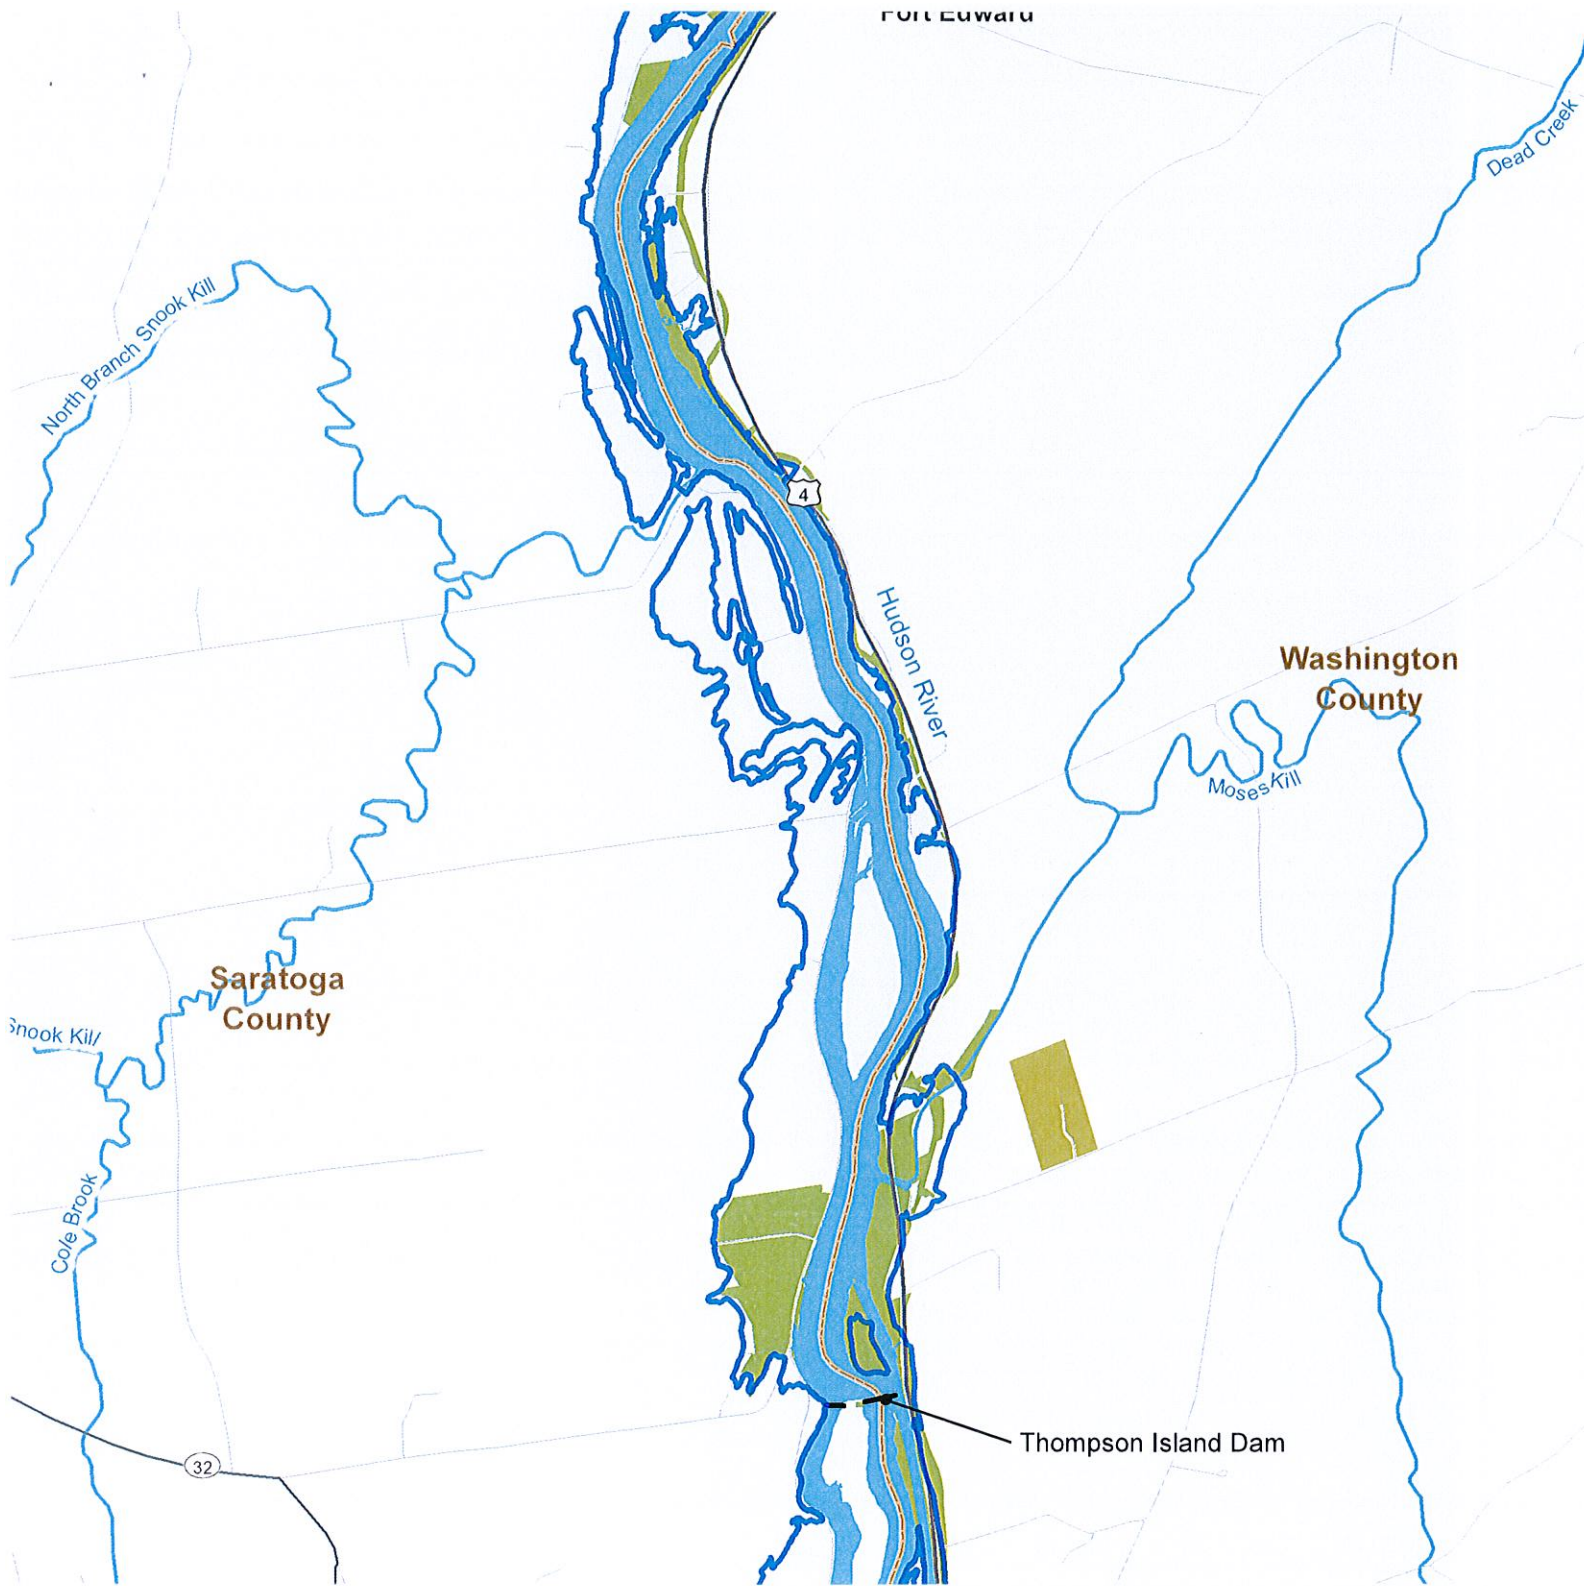 Fort Edward
Dead Creek
North Branch Snook Kill
4
Hudson River
Washington
County
Moses Kill
Saratoga
County
Snook Kill
Cole Brook
Thompson Island Dam
32